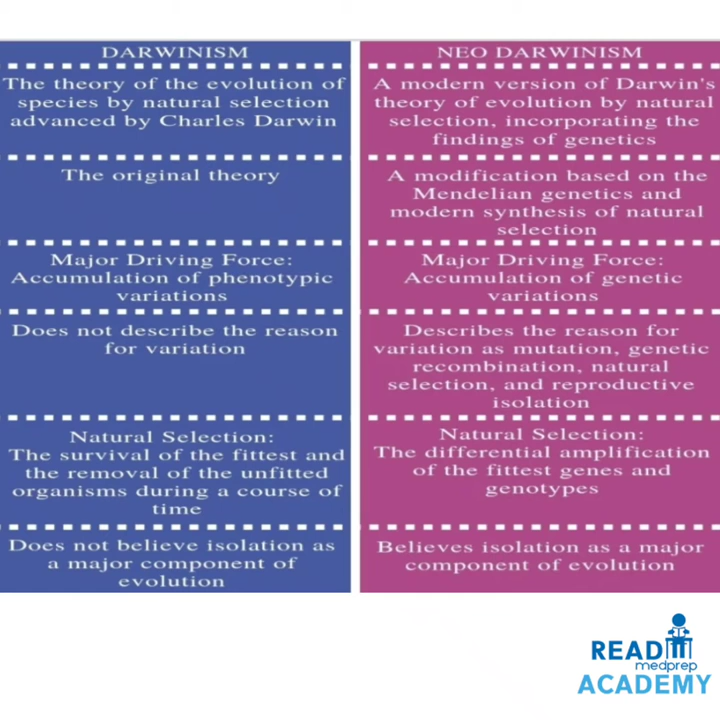 DARWINISM
The theory of the evolution of
species by natural selection
advanced by Charles Darwin
The original theory
Major Driving Force:
Accumulation of phenotypic
variations
Does not describe the reason
for variation
Natural Selection:
The survival of the fittest and
the removal of the unfitted
organisms during a course of
time
Does not believe isolation as
a major component of
evolution
NEO DARWINISM
A modern version of Darwin's
theory of evolution by natural
selection, incorporating the
findings of genetics
A modification based on the
Mendelian genetics and
modern synthesis of natural
selection
Major Driving Force:
Accumulation of genetic
variations
Describes the reason for
variation as mutation, genetic
recombination, natural
selection, and reproductive
isolation
Natural Selection:
The differential amplification
of the fittest genes and
genotypes
Believes isolation as a major
component of evolution
READ
medprep
ACADEMY